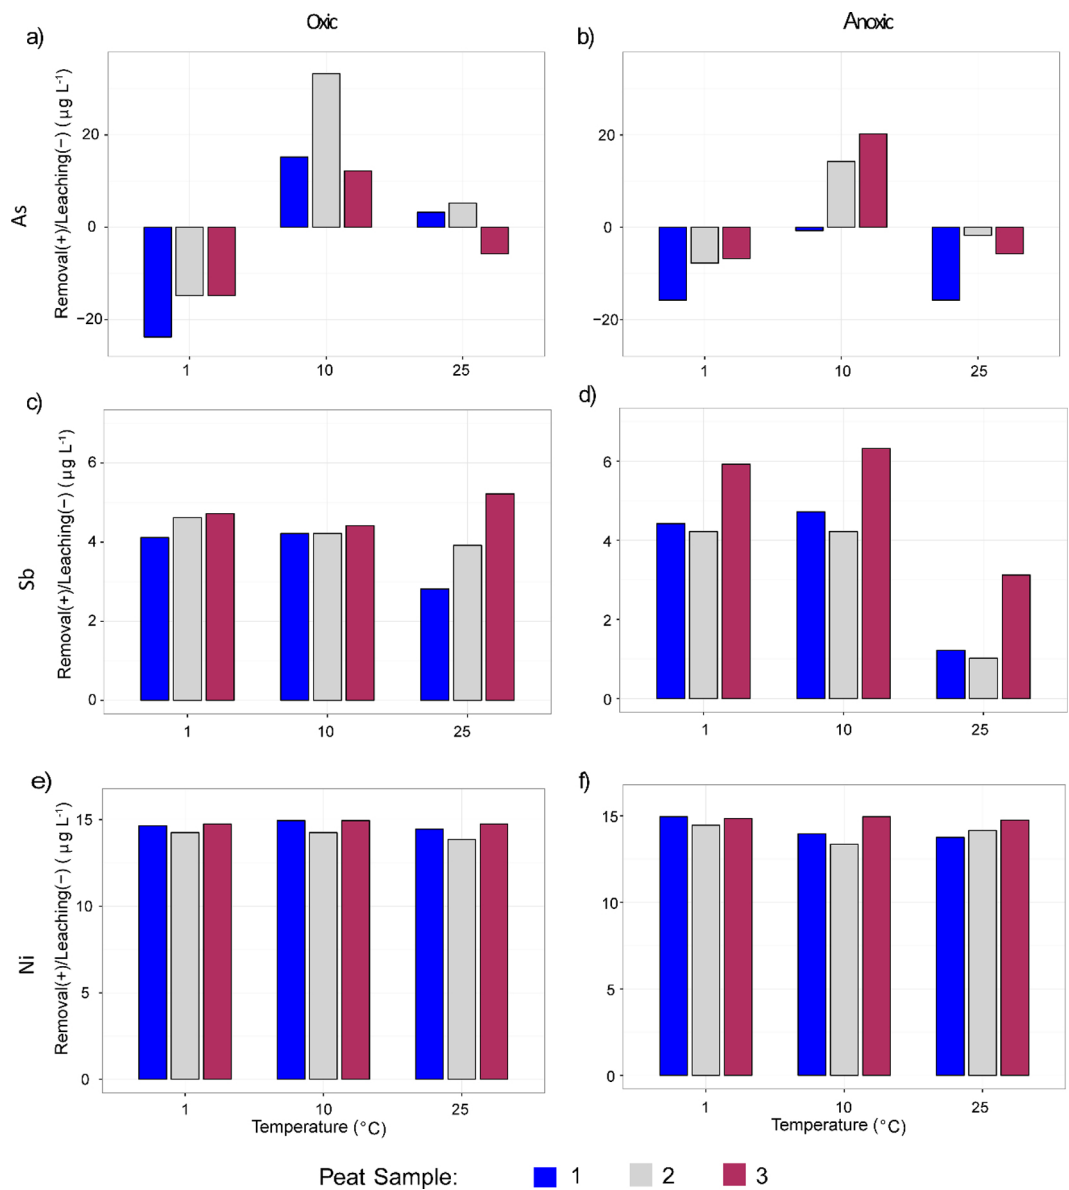 Oxic
Anoxic
a)
b)
As
Removal(+)/Leaching(−) ( μg L-1)
20
0
−20
1
10
25
20
0
−20
1
10
25
c)
d)
Sb
Removal(+)/Leaching(−) ( μg L-1)
6
4
2
0
1
10
25
6
4
2
0
1
10
25
e)
f)
Ni
Removal(+)/Leaching(−) ( μg L-1)
15
10
5
0
1
10
25
Temperature (°C)
15
10
5
0
1
10
25
Temperature (°C)
Peat Sample: 1 2 3